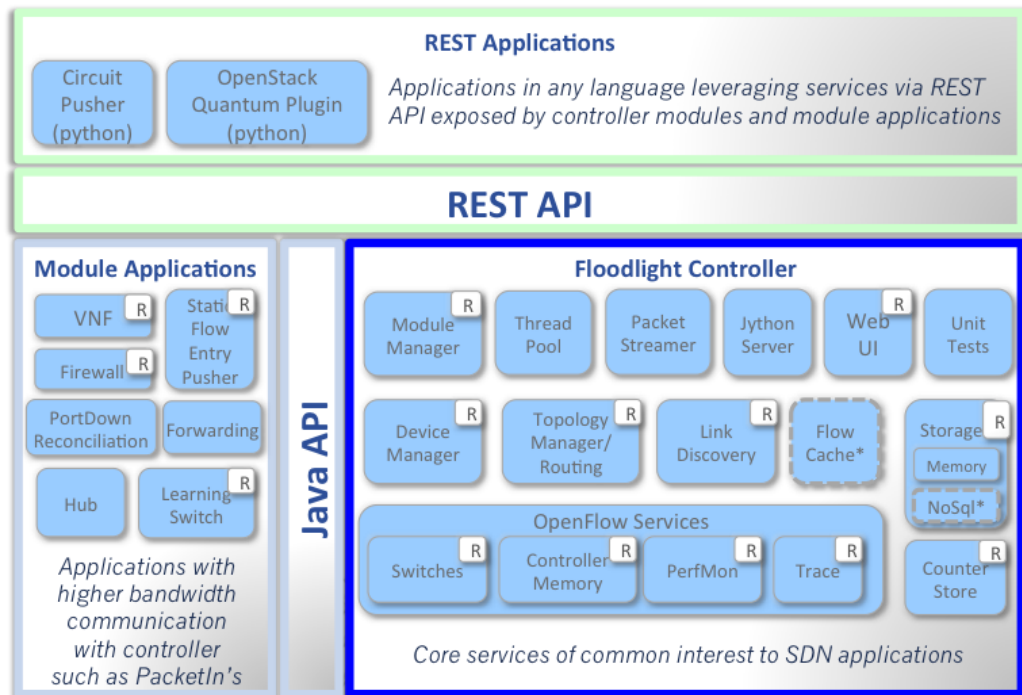 REST Applications
Circuit
Pusher
(python)
OpenStack
Quantum Plugin
(python)
Applications in any language leveraging services via REST
API exposed by controller modules and module applications
REST API
Module Applications
VNF
R
Static
Flow
Entry
Pusher
R
Firewall
R
PortDown
Reconciliation
Forwarding
Hub
Learning
Switch
R
Applications with
higher bandwidth
communication
with controller
such as PacketIn's
Java API
Floodlight Controller
Module
Manager
R
Thread
Pool
Packet
Streamer
Jython
Server
Web
UI
R
Unit
Tests
Device
Manager
R
Topology
Manager/
Routing
R
Link
Discovery
R
Flow
Cache*
Storage
R
Memory
NoSql*
OpenFlow Services
Switches
R
Controller
Memory
R
PerfMon
R
Trace
R
Counter
Store
R
Core services of common interest to SDN applications